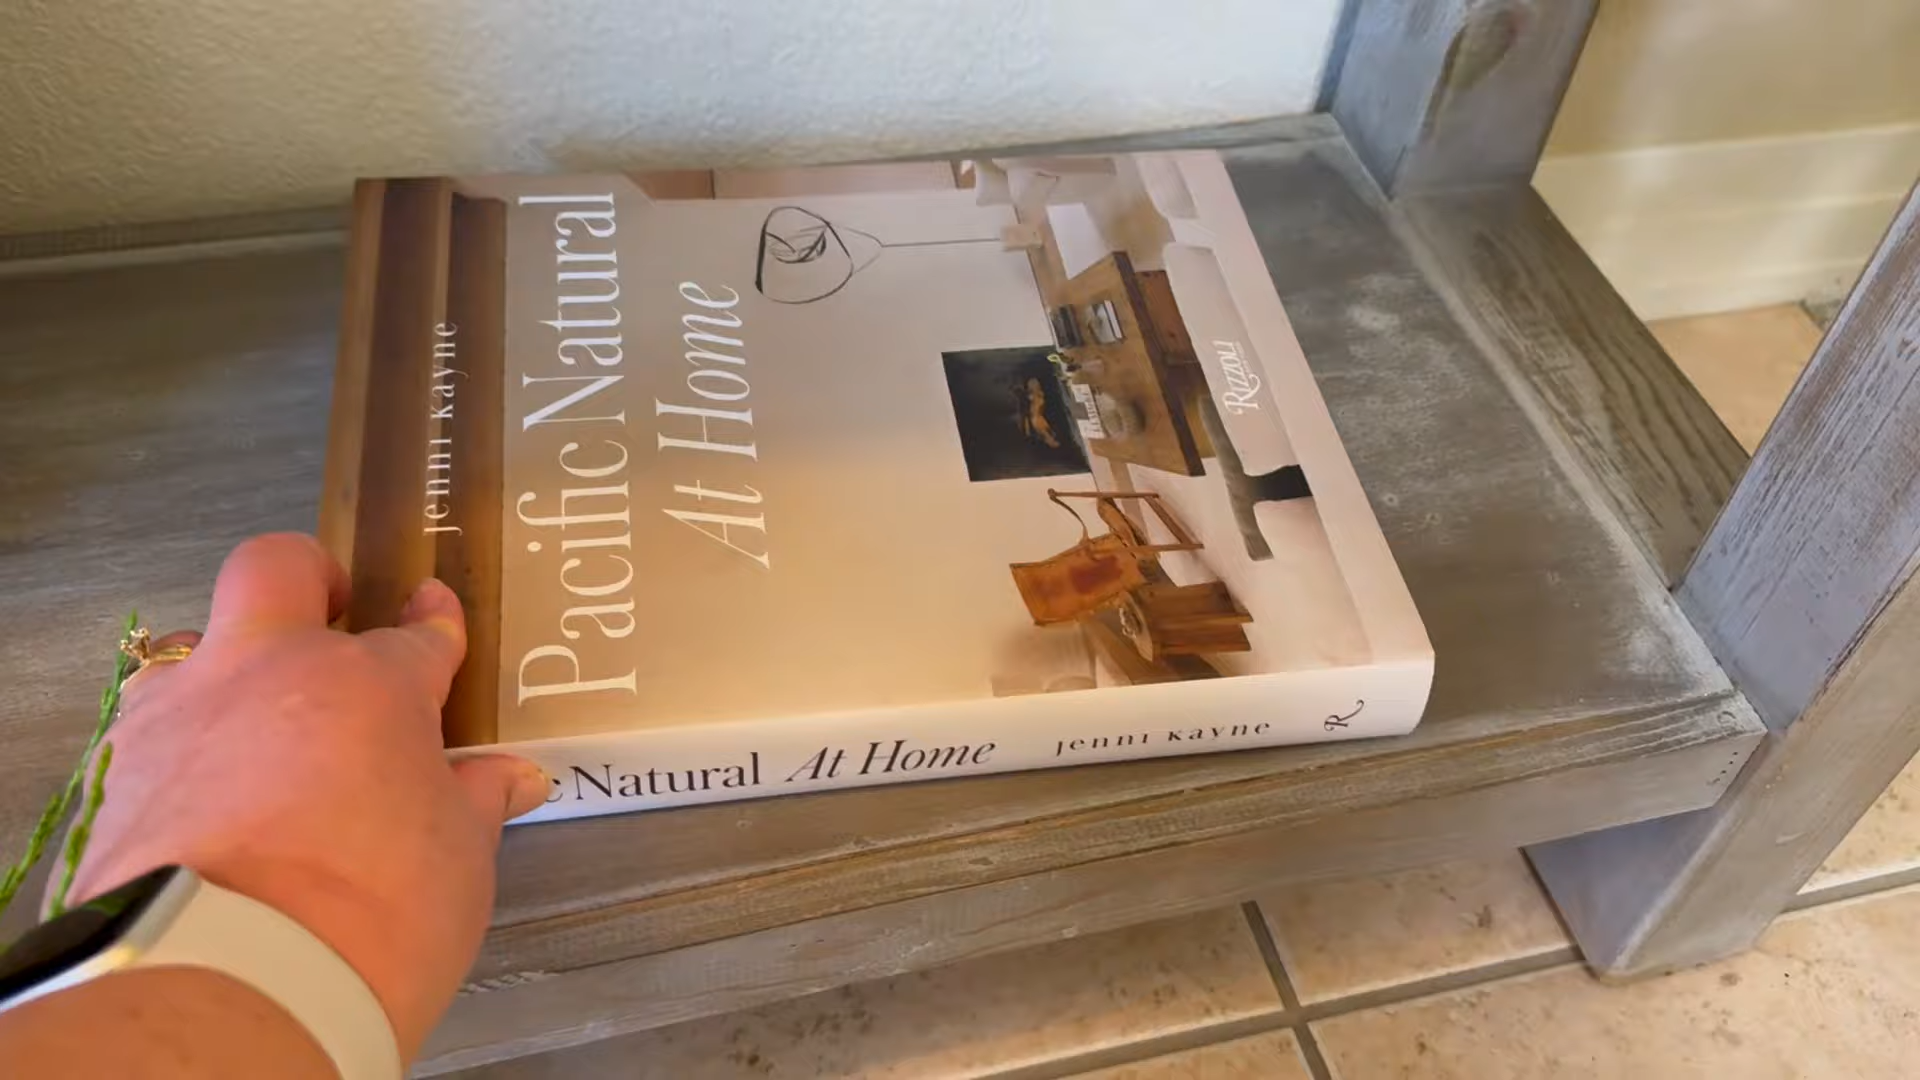 Jenni Kayne
Pacific Natural
At Home
RIZZOLI
c Natural At Home Jenni Kayne R